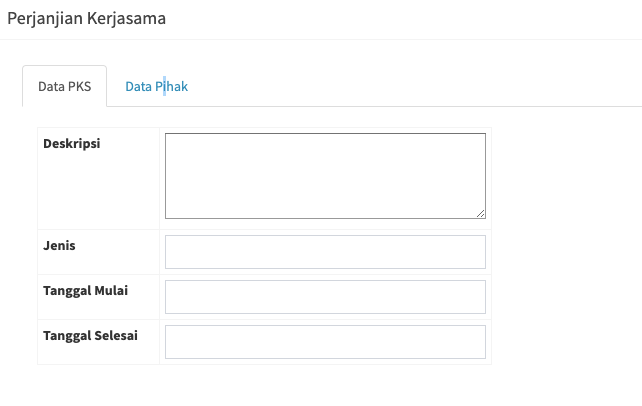 Perjanjian Kerjasama
Data PKS
Data Pihak
Deskripsi
Jenis
Tanggal Mulai
Tanggal Selesai